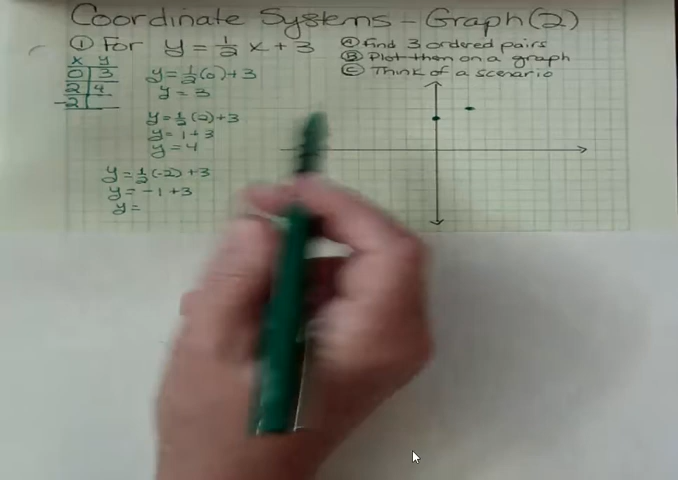 Coordinate Systems - Graph (2)
① For y = 1/2 x + 3
Ⓐ Find 3 ordered pairs
Ⓑ Plot then on a graph
Ⓒ Think of a scenario
x y
0 3
2 4
-2
y = 1/2 (0) + 3
y = 3
y = 1/2 (2) + 3
y = 1 + 3
y = 4
y = 1/2 (-2) + 3
y = -1 + 3
y =